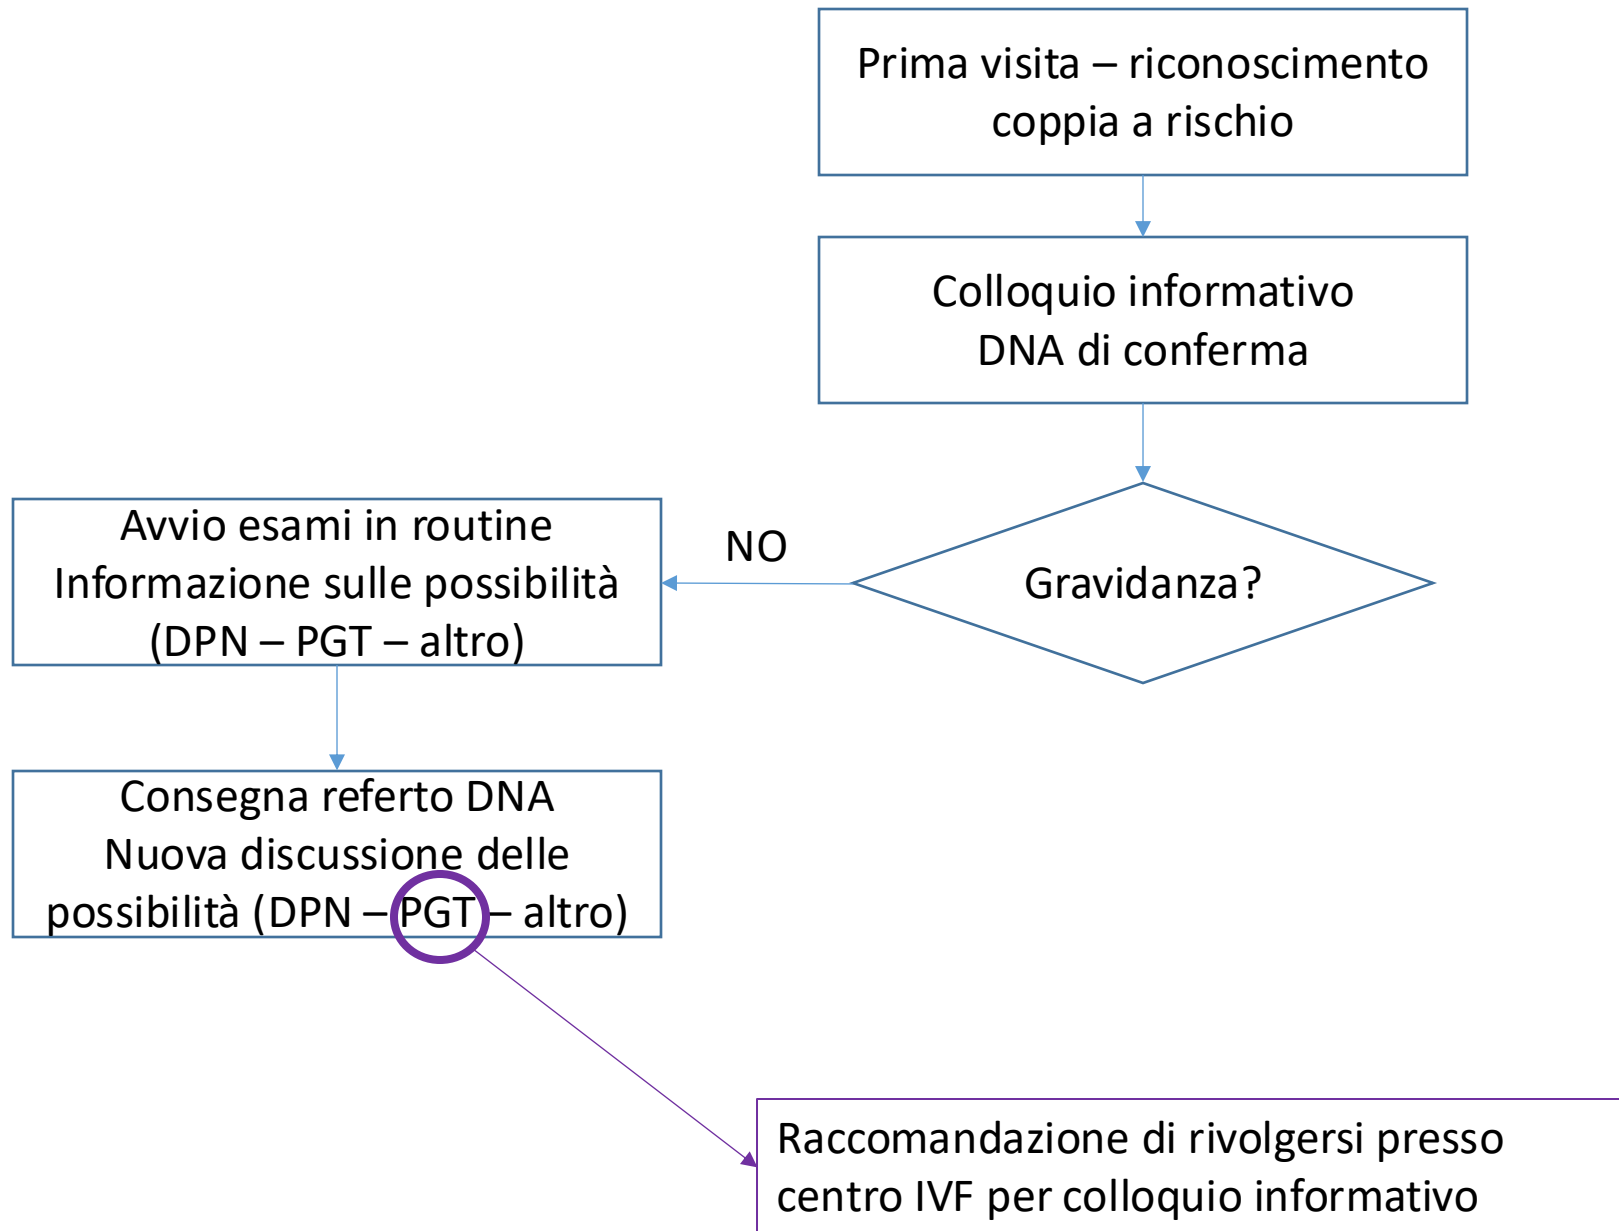 Prima visita – riconoscimento
coppia a rischio
Colloquio informativo
DNA di conferma
Gravidanza?
NO
Avvio esami in routine
Informazione sulle possibilità
(DPN – PGT – altro)
Consegna referto DNA
Nuova discussione delle
possibilità (DPN – PGT – altro)
Raccomandazione di rivolgersi presso
centro IVF per colloquio informativo